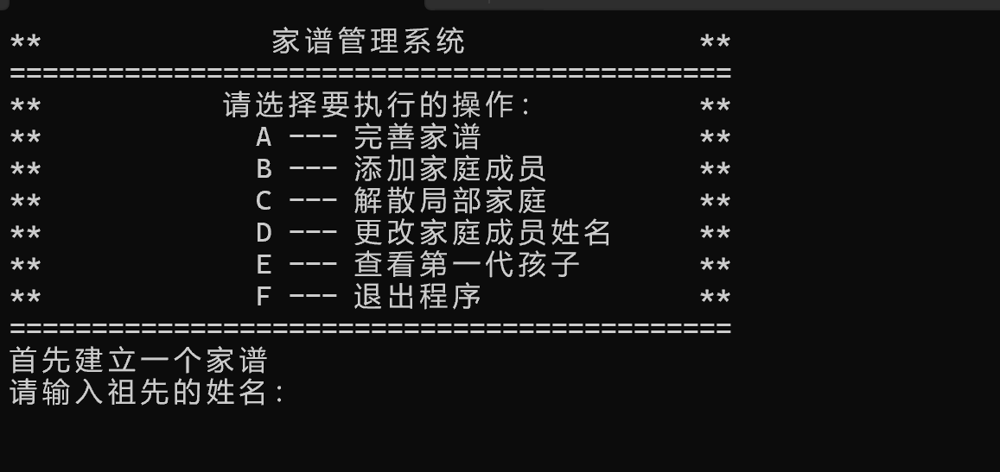 ** 家谱管理系统 **
============================================
** 请选择要执行的操作: **
** A --- 完善家谱 **
** B --- 添加家庭成员 **
** C --- 解散局部家庭 **
** D --- 更改家庭成员姓名 **
** E --- 查看第一代孩子 **
** F --- 退出程序 **
============================================
首先建立一个家谱
请输入祖先的姓名: